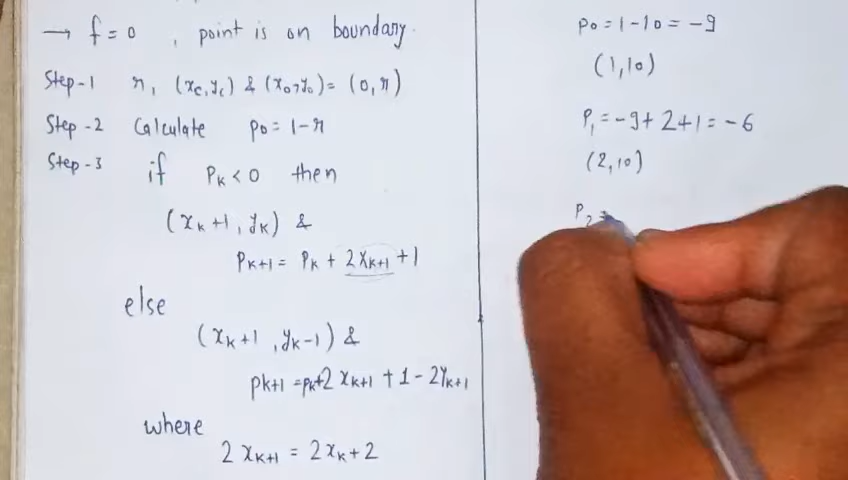 → f = 0 , point is on boundary.
Step-1 r, (xc, yc) & (x0, y0) = (0, r)
Step-2 Calculate p0 = 1-r
Step-3 if Pk < 0 then
(xk+1, yk) &
Pk+1 = Pk + 2xk+1 + 1
else
(xk+1, yk-1) &
pk+1 = pk+2xk+1 + 1 - 2yk+1
where
2xk+1 = 2xk + 2
p0 = 1-10 = -9
(1,10)
P1 = -9+2+1 = -6
(2,10)
P2 =